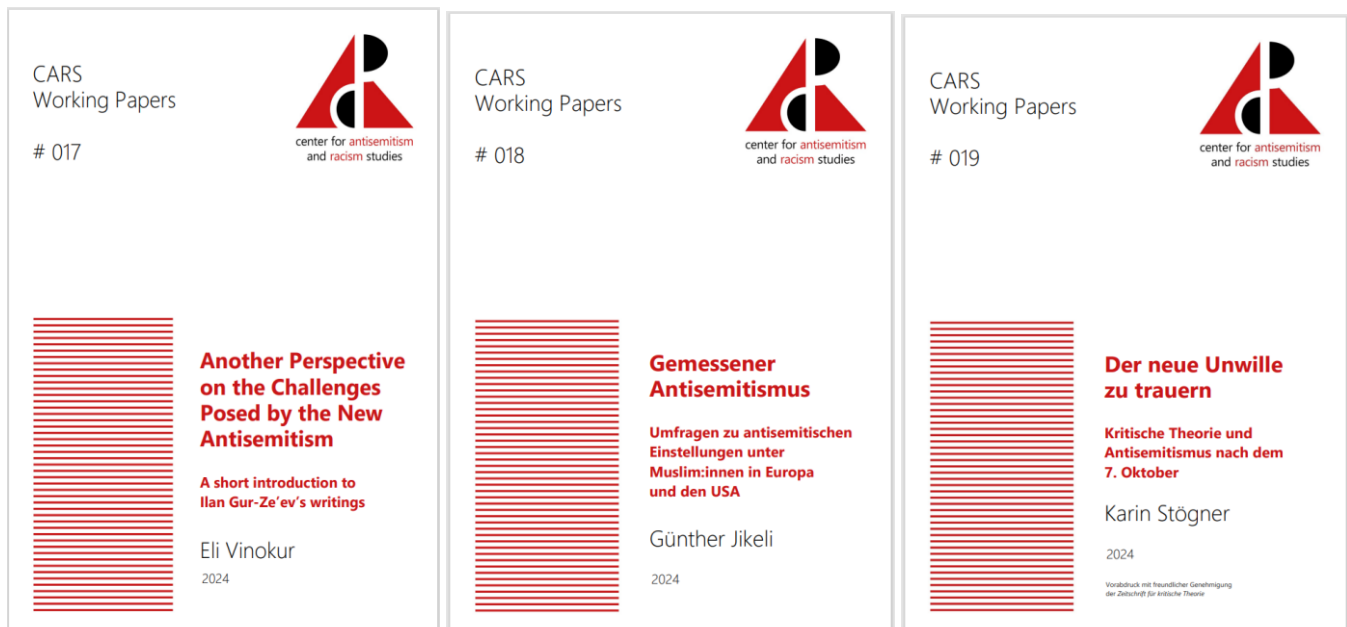 CARS
Working Papers
# 017
center for antisemitism
and racism studies
Another Perspective
on the Challenges
Posed by the New
Antisemitism
A short introduction to
Ilan Gur-Ze'ev's writings
Eli Vinokur
2024
CARS
Working Papers
# 018
center for antisemitism
and racism studies
Gemessener
Antisemitismus
Umfragen zu antisemitischen
Einstellungen unter
Muslim:innen in Europa
und den USA
Günther Jikeli
2024
CARS
Working Papers
# 019
center for antisemitism
and racism studies
Der neue Unwille
zu trauern
Kritische Theorie und
Antisemitismus nach dem
7. Oktober
Karin Stögner
2024
Vorabdruck mit freundlicher Genehmigung
der Zeitschrift für kritische Theorie